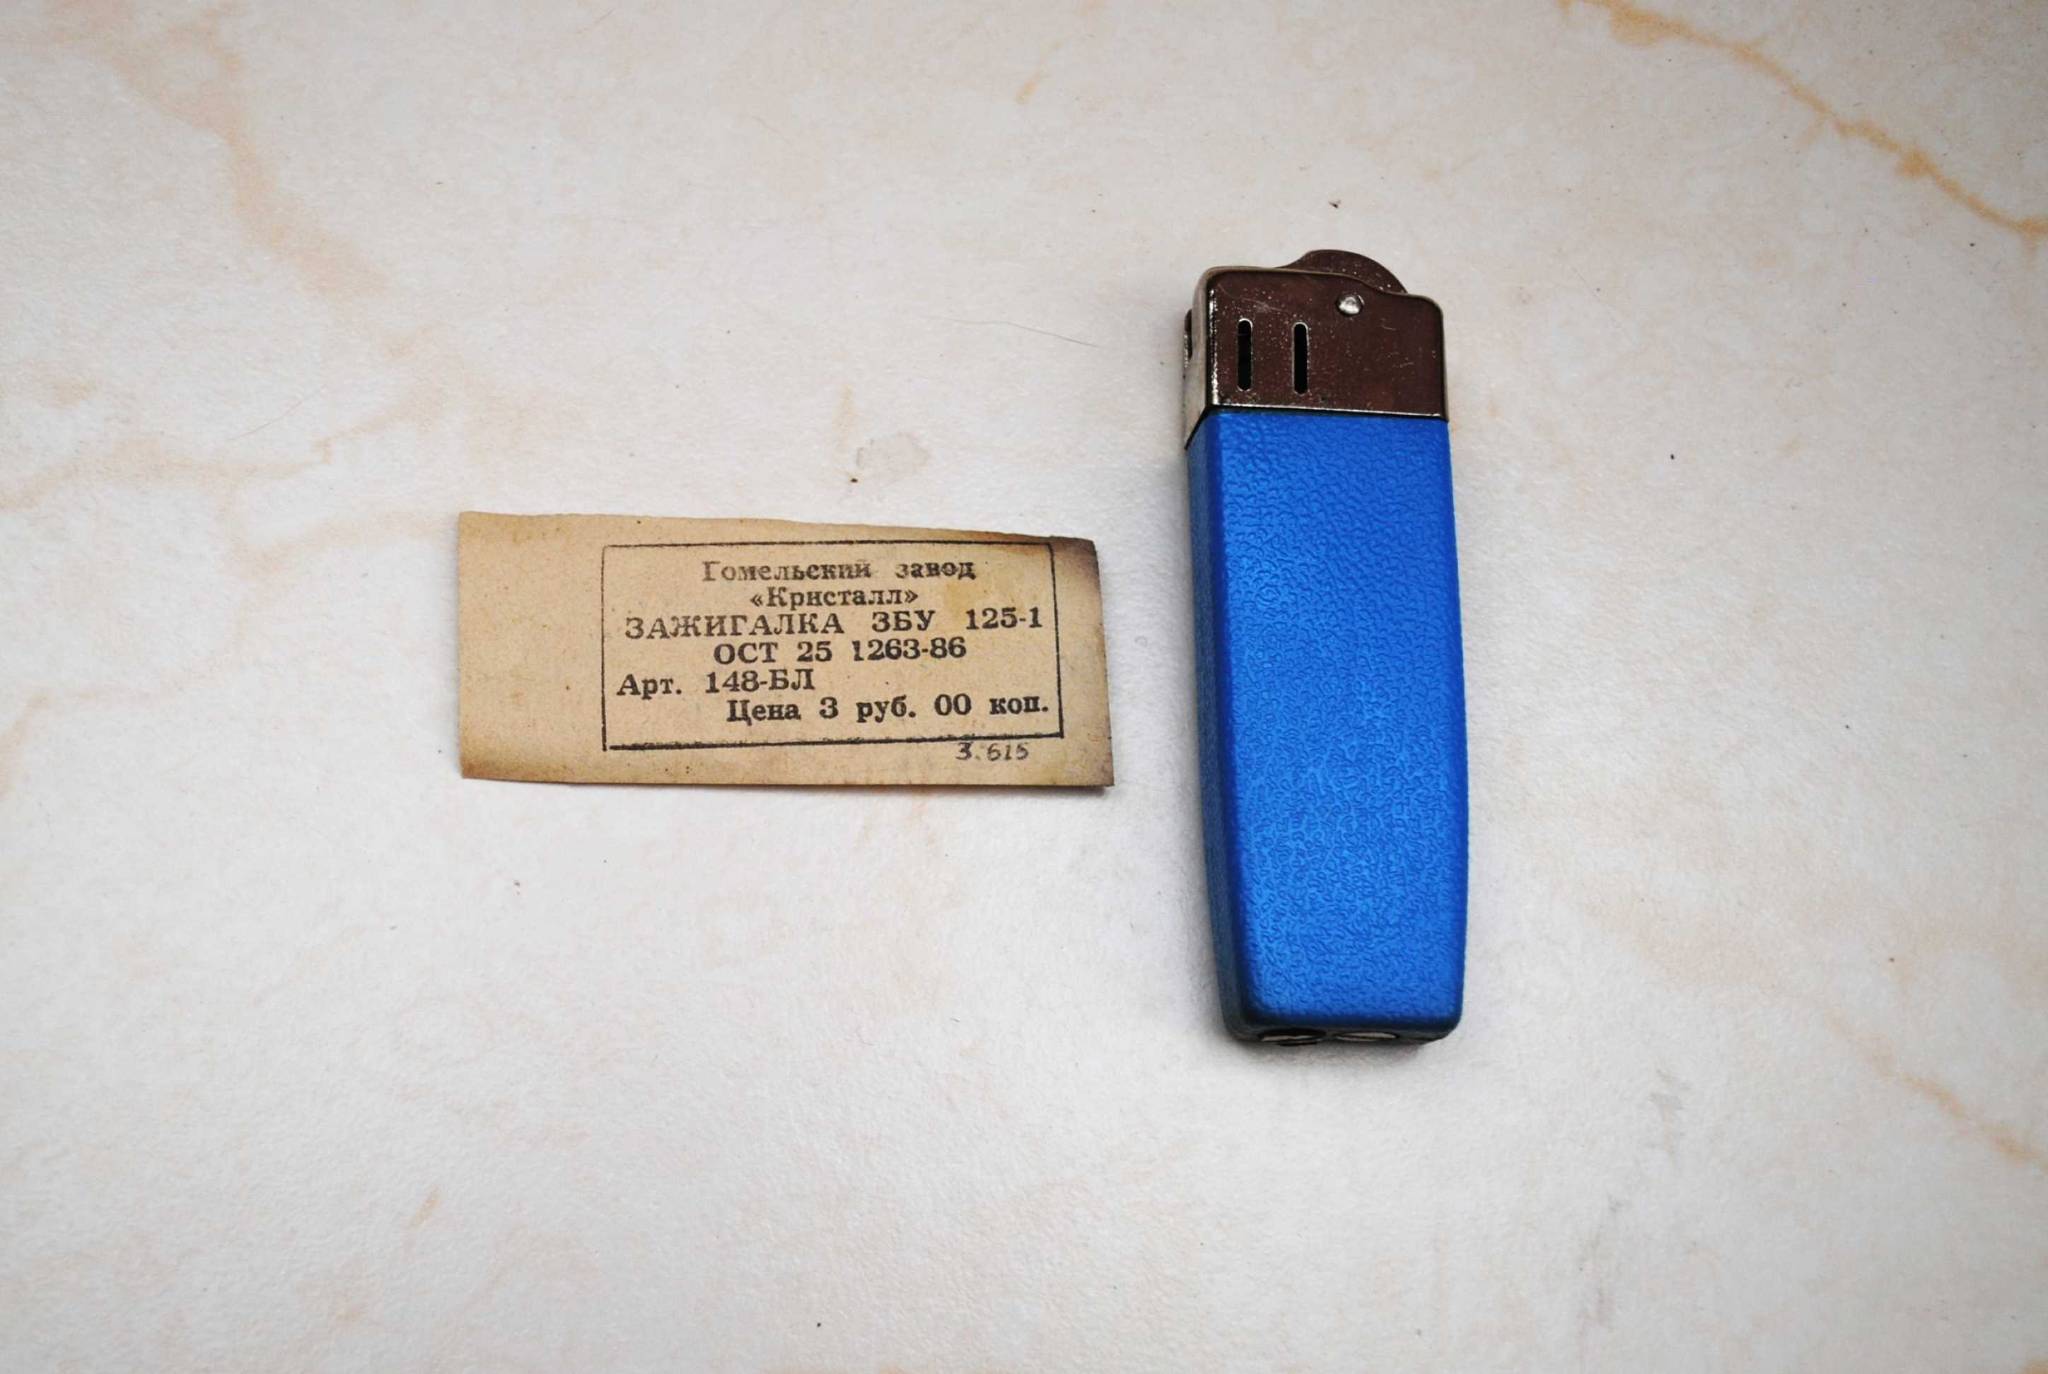 Гомельский завод
«Кристалл»
ЗАЖИГАЛКА ЗБУ 125-1
ОСТ 25 1263-86
Арт. 148-БЛ
Цена 3 руб. 00 коп.
З. 615